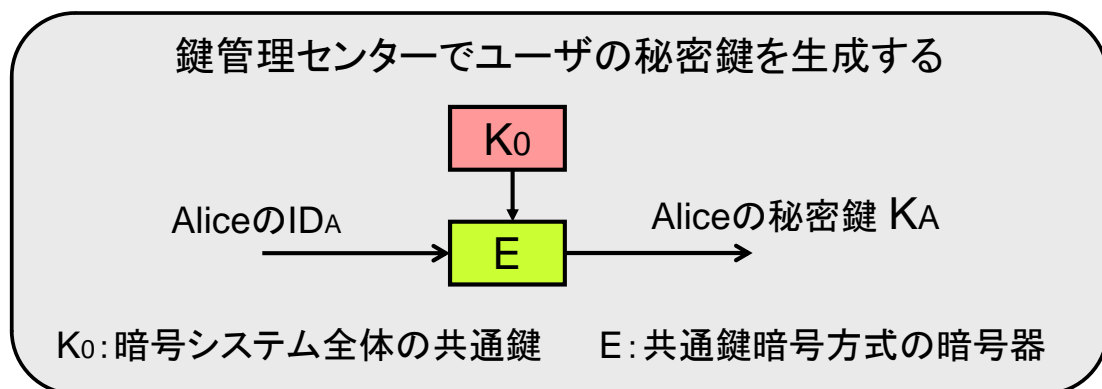 鍵管理センターでユーザの秘密鍵を生成する
K0
AliceのIDA
E
Aliceの秘密鍵 KA
K0:暗号システム全体の共通鍵
E:共通鍵暗号方式の暗号器